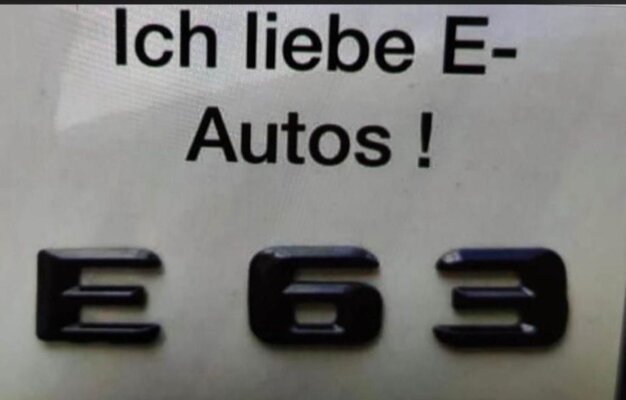 Ich liebe E-
Autos !
E 63